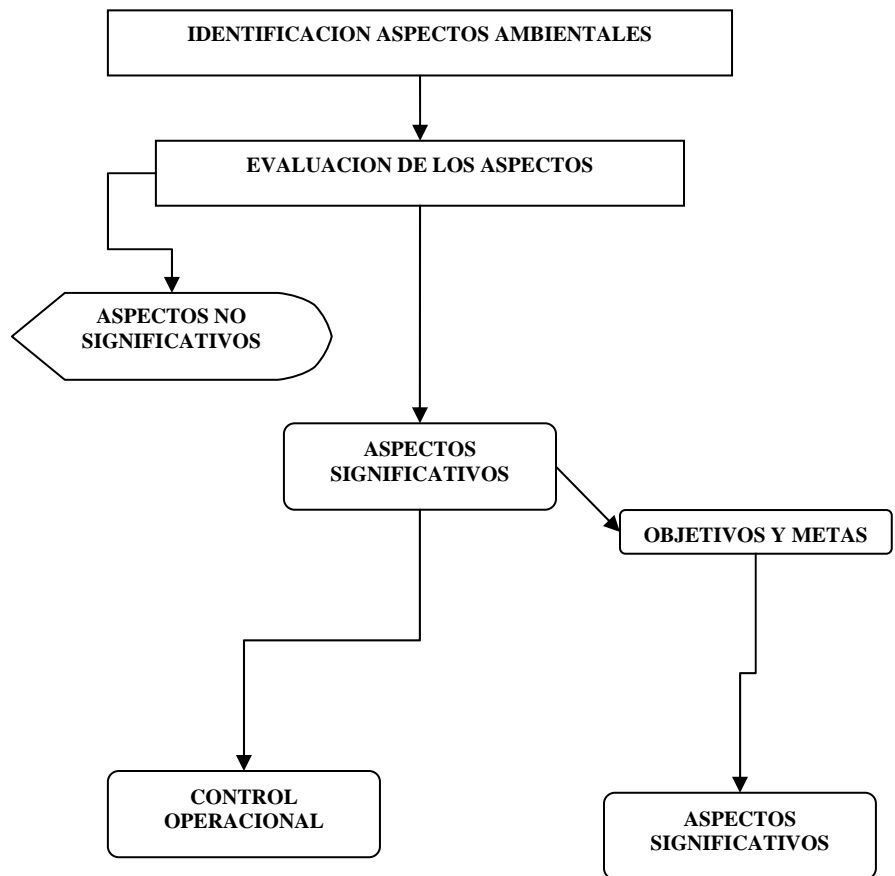 IDENTIFICACION ASPECTOS AMBIENTALES
EVALUACION DE LOS ASPECTOS
ASPECTOS NO
SIGNIFICATIVOS
ASPECTOS
SIGNIFICATIVOS
OBJETIVOS Y METAS
CONTROL
OPERACIONAL
ASPECTOS
SIGNIFICATIVOS